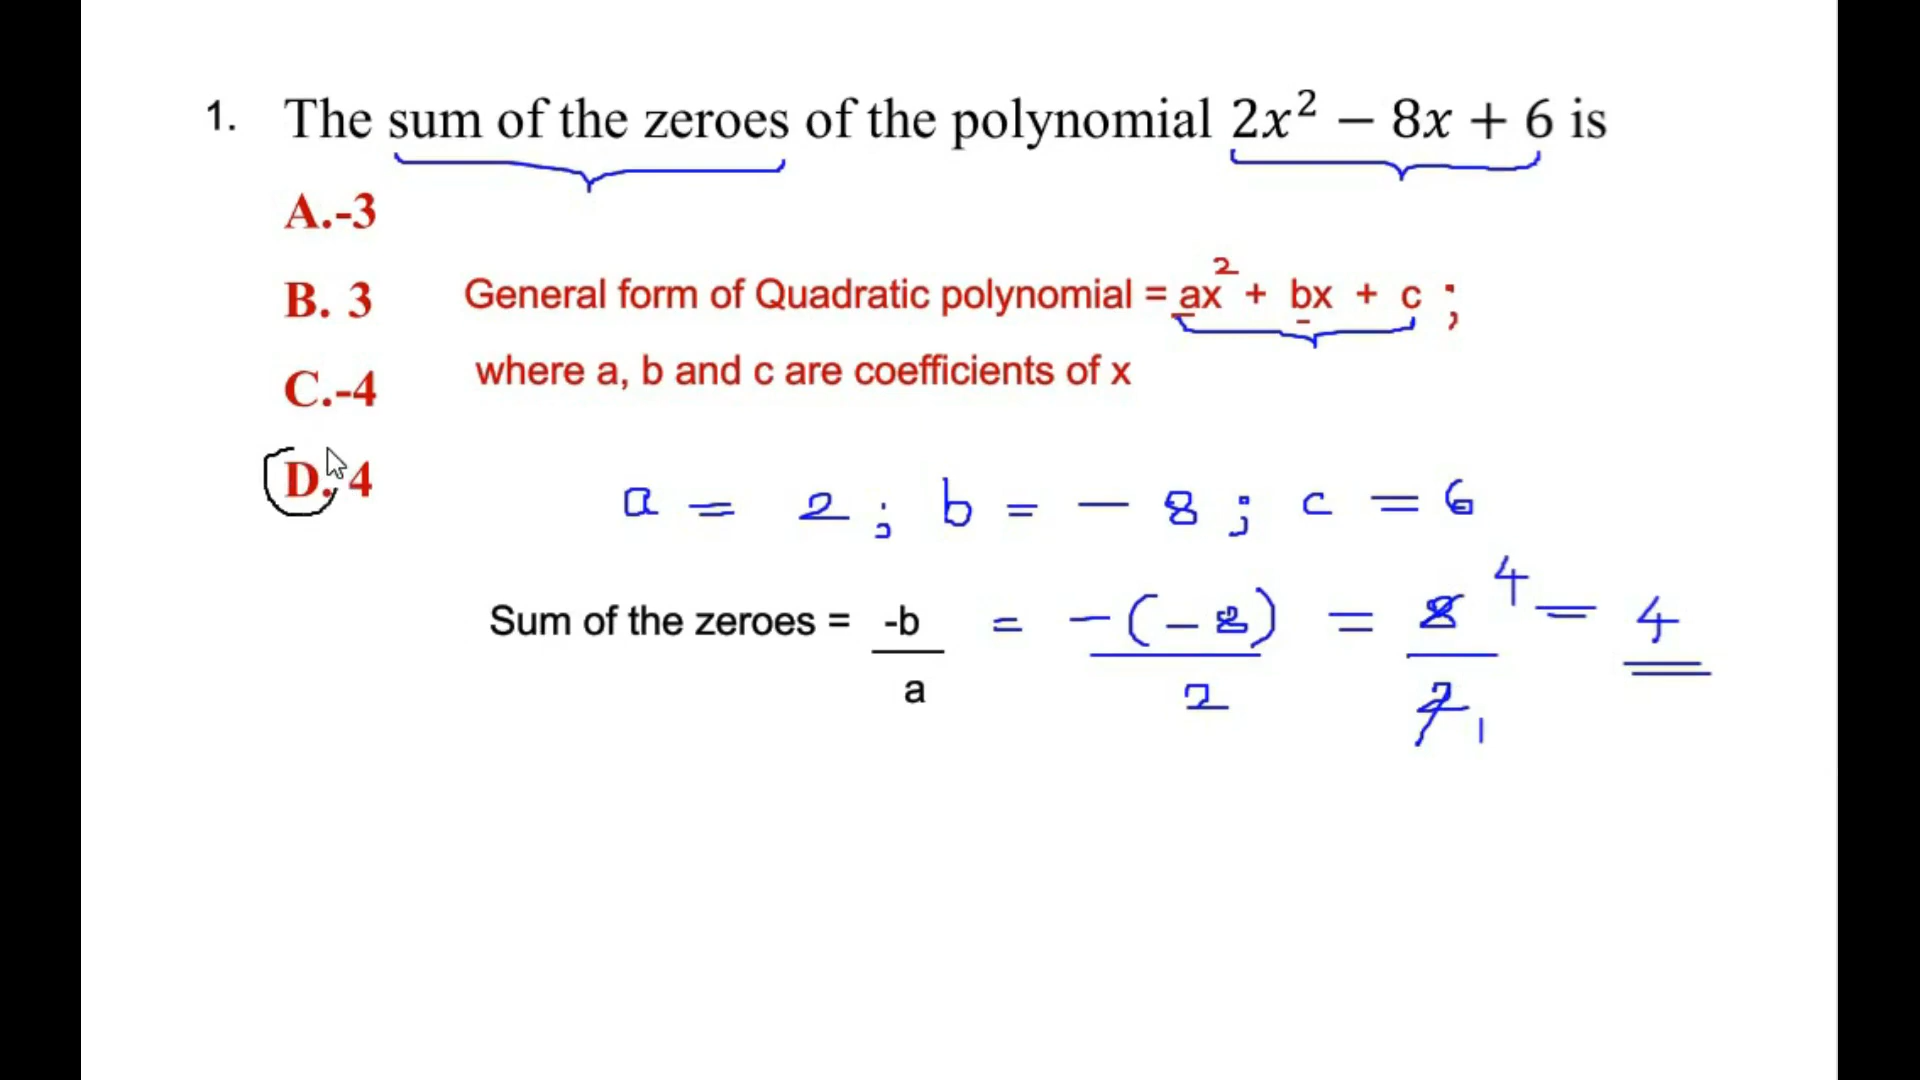 1. The sum of the zeroes of the polynomial 2x² − 8x + 6 is
A.-3
B. 3
General form of Quadratic polynomial = ax² + bx + c ;
where a, b and c are coefficients of x
C.-4
D. 4
a = 2 ; b = − 8 ; c = 6
Sum of the zeroes = -b/a = −(−8)/2 = 8/2 4/1 = 4